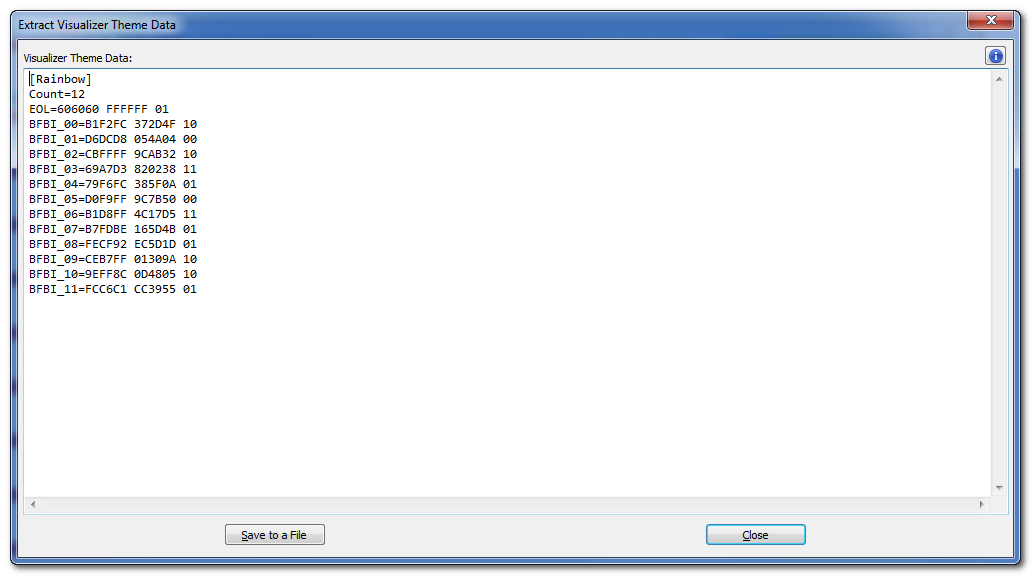 Extract Visualizer Theme Data
Visualizer Theme Data:
[Rainbow]
Count=12
EOL=606060 FFFFFF 01
BFBI_00=B1F2FC 372D4F 10
BFBI_01=D6DCD8 054A04 00
BFBI_02=CBFFFF 9CAB32 10
BFBI_03=69A7D3 820238 11
BFBI_04=79F6FC 385F0A 01
BFBI_05=D0F9FF 9C7B50 00
BFBI_06=B1D8FF 4C17D5 11
BFBI_07=B7FDBE 165D4B 01
BFBI_08=FECF92 EC5D1D 01
BFBI_09=CEB7FF 01309A 10
BFBI_10=9EFF8C 0D4805 10
BFBI_11=FCC6C1 CC3955 01
Save to a File
Close